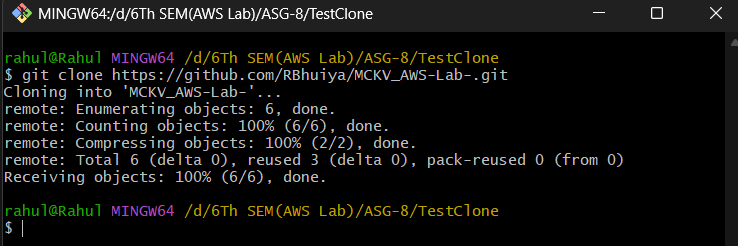 MINGW64:/d/6Th SEM(AWS Lab)/ASG-8/TestClone
rahul@Rahul MINGW64 /d/6Th SEM(AWS Lab)/ASG-8/TestClone
$ git clone https://github.com/RBhuiya/MCKV_AWS-Lab-.git
Cloning into 'MCKV_AWS-Lab-'...
remote: Enumerating objects: 6, done.
remote: Counting objects: 100% (6/6), done.
remote: Compressing objects: 100% (2/2), done.
remote: Total 6 (delta 0), reused 3 (delta 0), pack-reused 0 (from 0)
Receiving objects: 100% (6/6), done.
rahul@Rahul MINGW64 /d/6Th SEM(AWS Lab)/ASG-8/TestClone
$